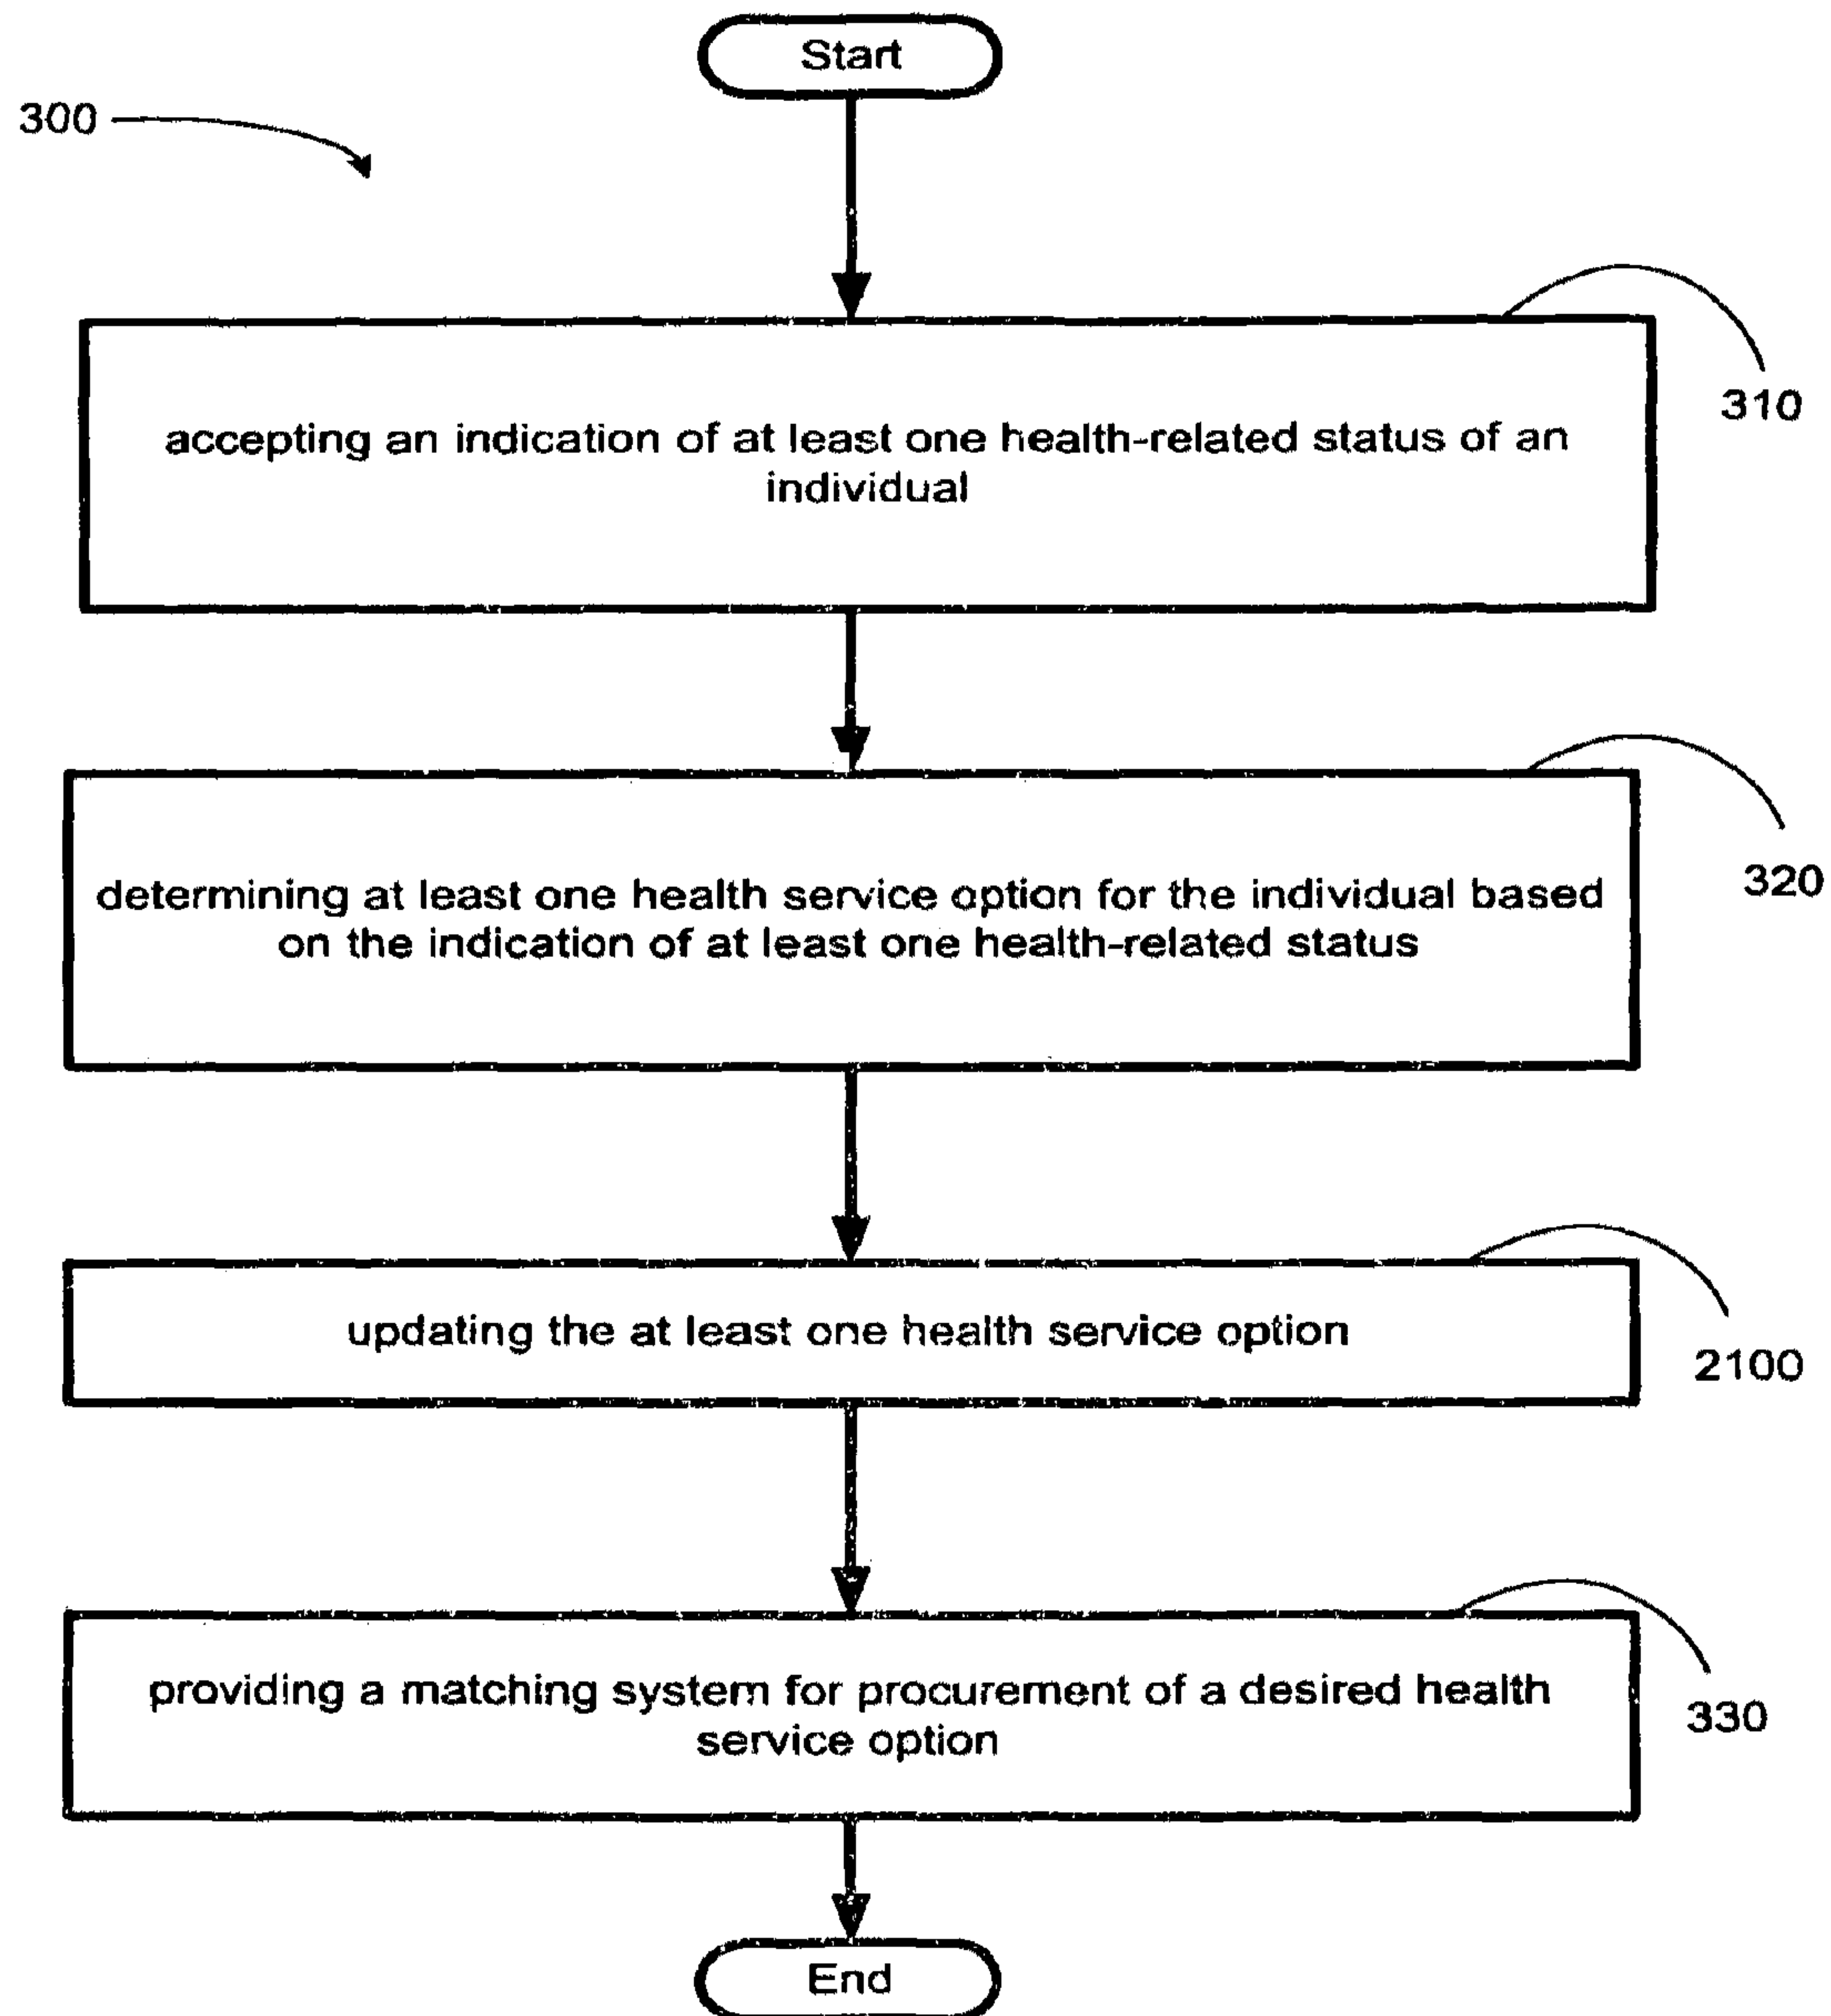 Start
300
310
accepting an indication of at least one health-related status of an
individual
320
determining at least one health service option for the individual based
on the indication of at least one health-related status
updating the at least one health service option
2100
providing a matching system for procurement of a desired health
service option
330
End